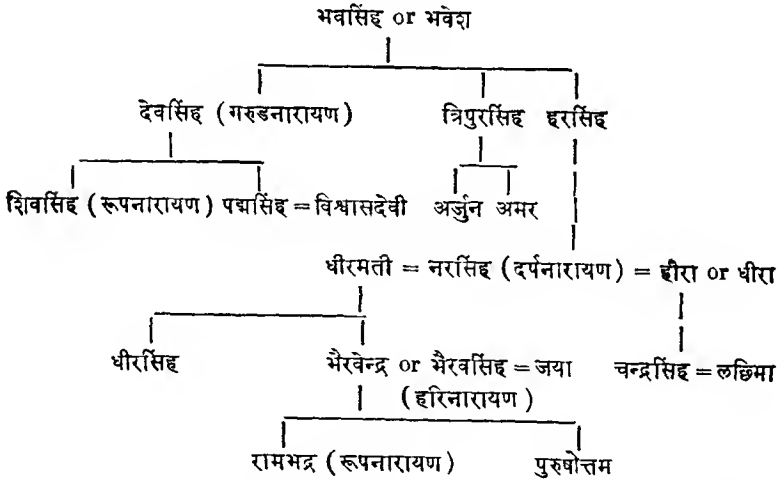 भवसिंह or भवेश
देवसिंह (गरुडनारायण) त्रिपुरसिंह हरसिंह
शिवसिंह (रूपनारायण) पद्मसिंह = विश्वासदेवी अर्जुन अमर
धीरमती = नरसिंह (दर्पनारायण) = हीरा or धीरा
धीरसिंह भैरवेन्द्र or भैरवसिंह = जया चन्द्रसिंह = लछिमा
(हरिनारायण)
रामभद्र (रूपनारायण) पुरुषोत्तम